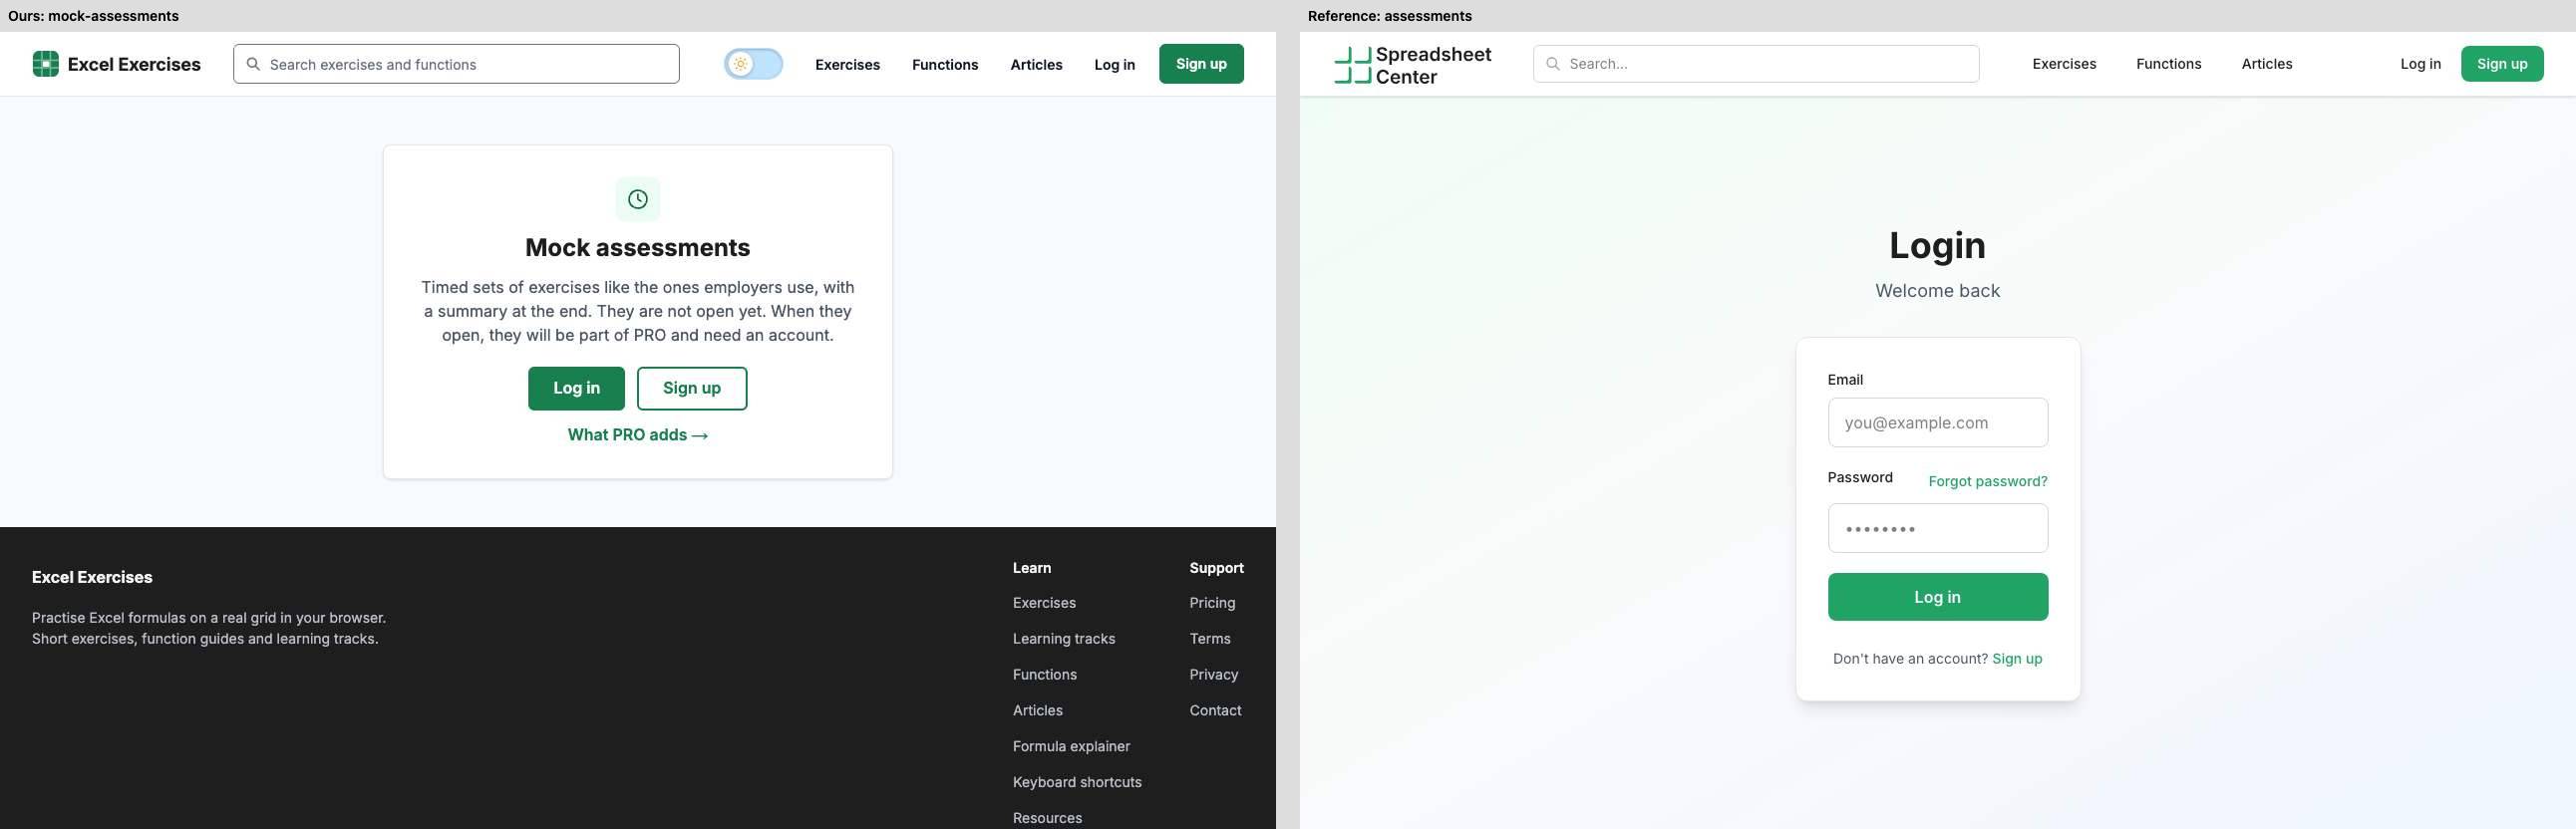 Ours: mock-assessments
Excel Exercises
Search exercises and functions
Exercises
Functions
Articles
Log in
Sign up
Mock assessments
Timed sets of exercises like the ones employers use, with
a summary at the end. They are not open yet. When they
open, they will be part of PRO and need an account.
Log in
Sign up
What PRO adds →
Excel Exercises
Practise Excel formulas on a real grid in your browser.
Short exercises, function guides and learning tracks.
Learn
Exercises
Learning tracks
Functions
Articles
Formula explainer
Keyboard shortcuts
Resources
Support
Pricing
Terms
Privacy
Contact
Reference: assessments
Spreadsheet
Center
Search...
Exercises
Functions
Articles
Log in
Sign up
Login
Welcome back
Email
you@example.com
Password
Forgot password?
••••••••
Log in
Don't have an account? Sign up